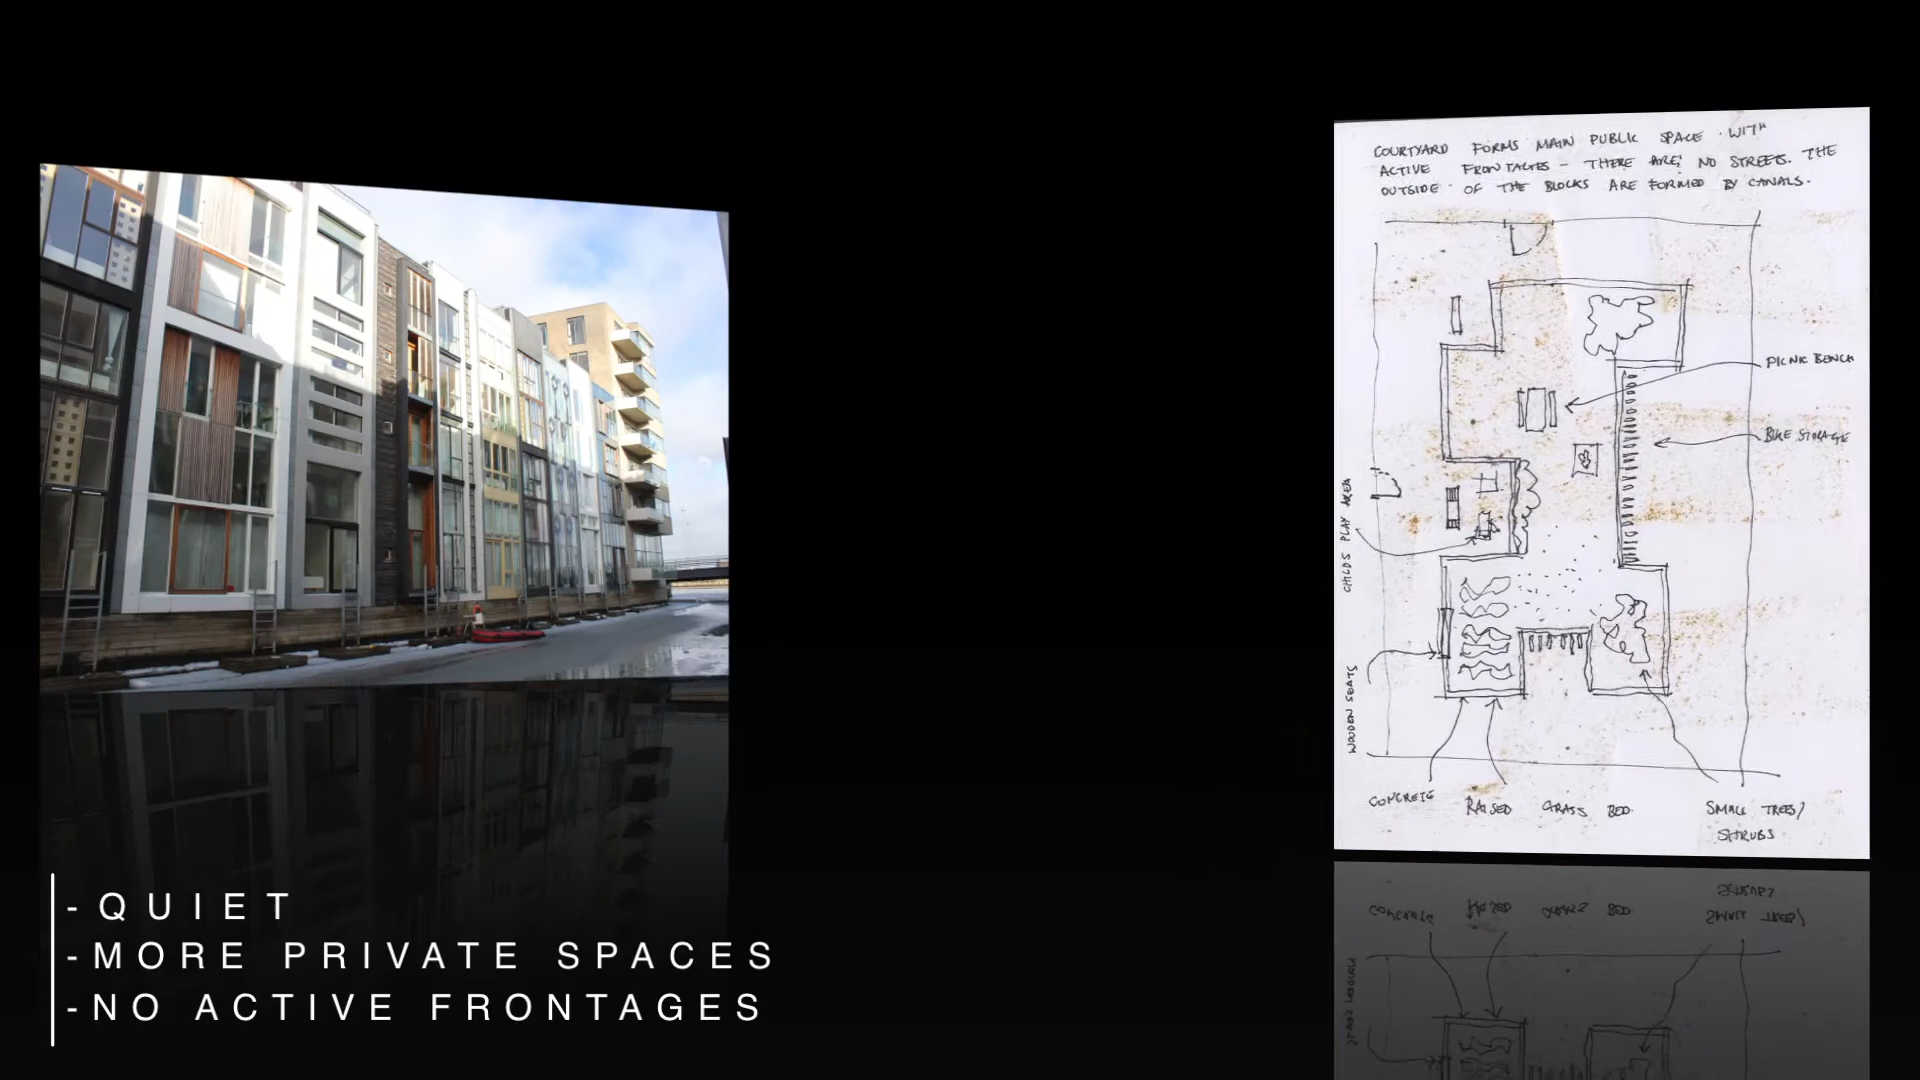 COURTYARD FORMS MAIN PUBLIC SPACE WITH
ACTIVE FRONTAGES - THERE ARE; NO STREETS. THE
OUTSIDE OF THE BLOCKS ARE FORMED BY CANALS.
PICNIC BENCH
BIKE STORAGE
CHILDS PLAY AREA
WOODEN SEATS
CONCRETE
RAISED GRASS BED.
SMALL TREES/
SHRUBS
- QUIET
- MORE PRIVATE SPACES
- NO ACTIVE FRONTAGES